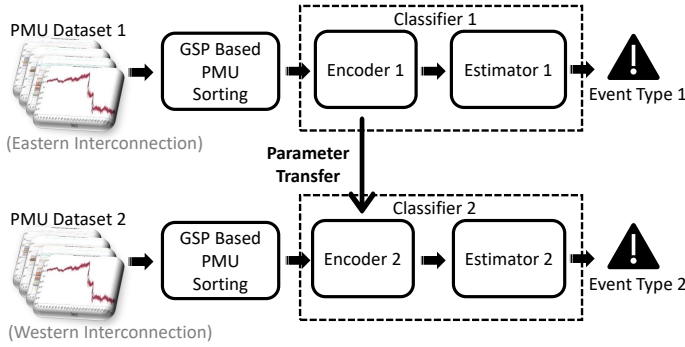 PMU Dataset 1
(Eastern Interconnection)
GSP Based
PMU
Sorting
Classifier 1
Encoder 1
Estimator 1
Event Type 1
Parameter
Transfer
PMU Dataset 2
(Western Interconnection)
GSP Based
PMU
Sorting
Classifier 2
Encoder 2
Estimator 2
Event Type 2